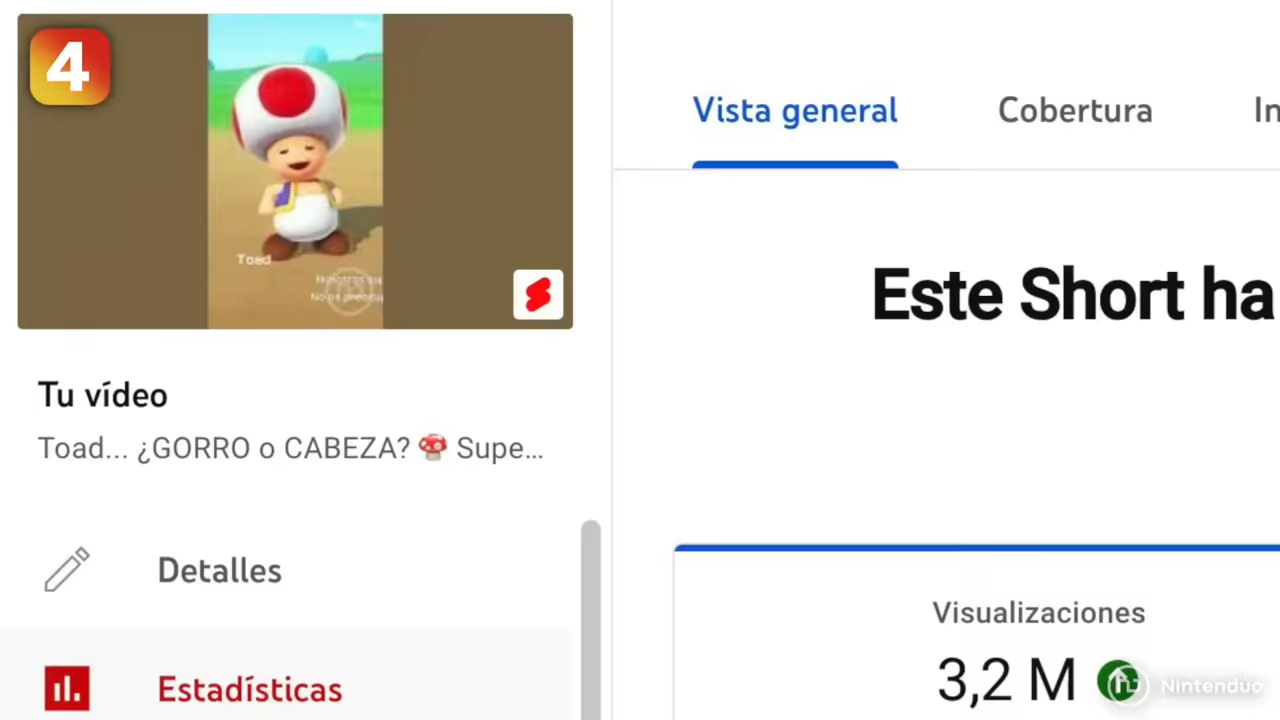 4
Toad
Tu vídeo
Toad... ¿GORRO o CABEZA? 🍄 Supe...
Detalles
Estadísticas
Vista general
Cobertura
In
Este Short ha
Visualizaciones
3,2 M
Nintendúo